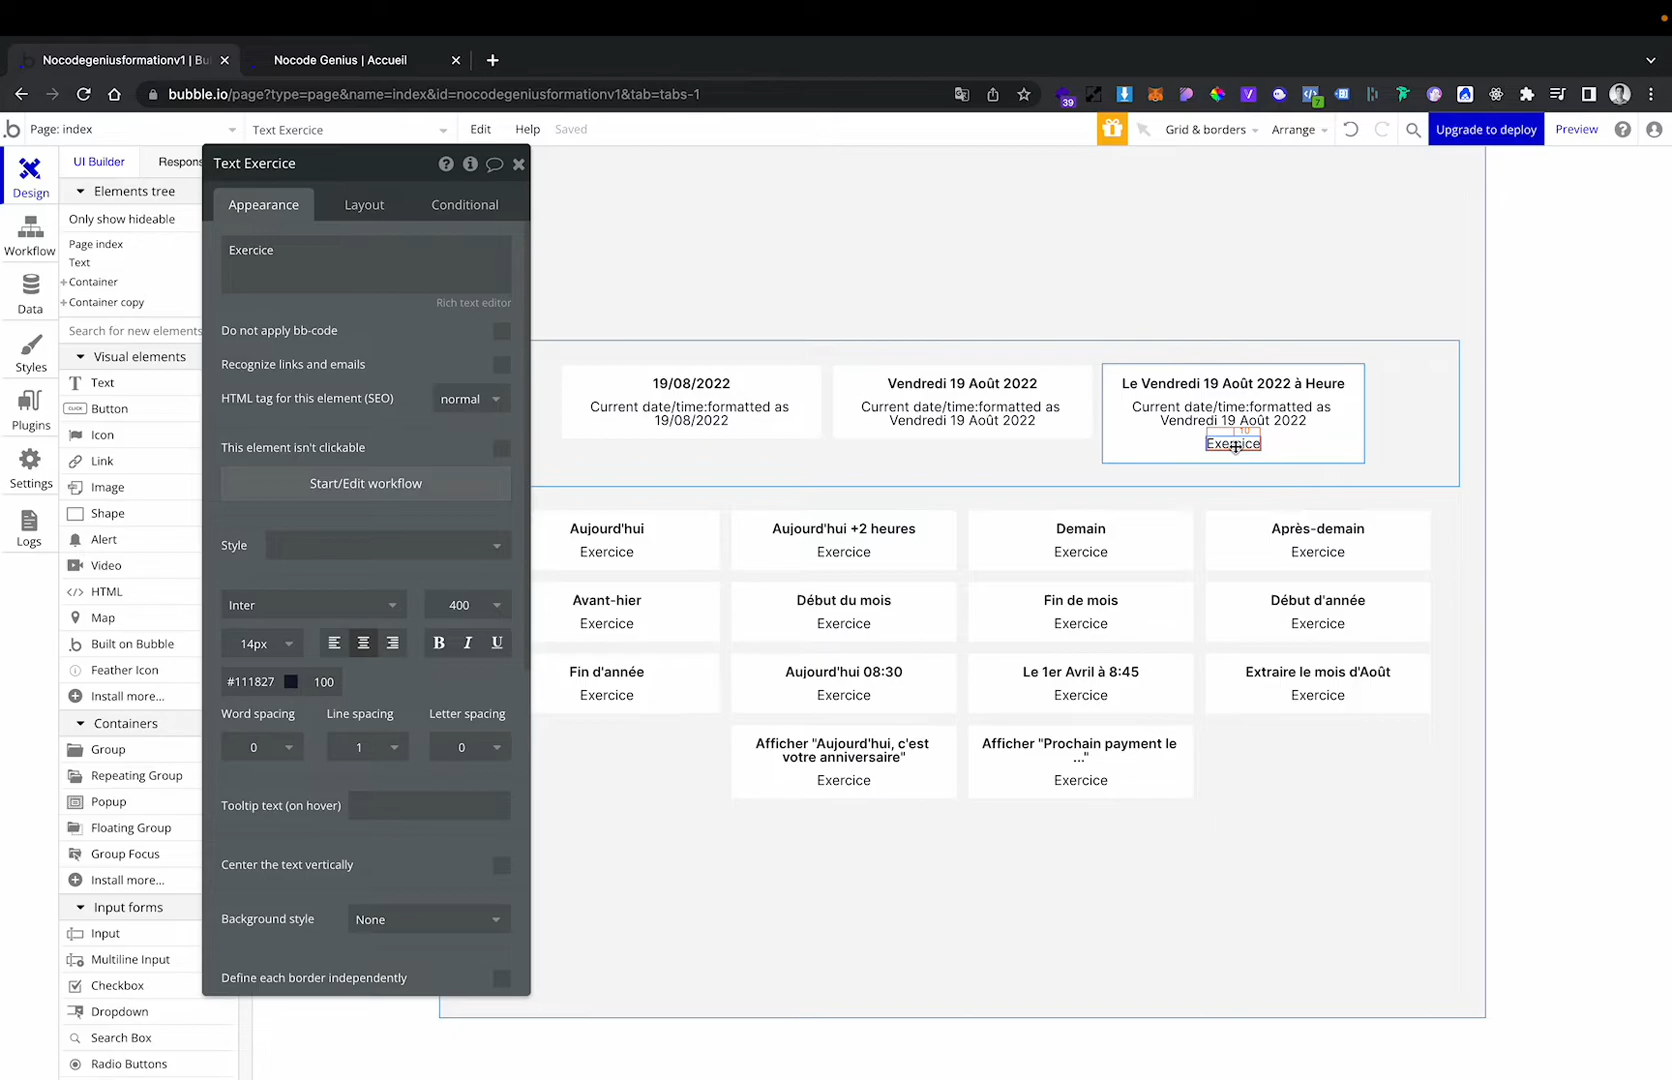 Nocodegeniusformationv1 | Bu
Nocode Genius | Accueil
bubble.io/page?type=page&name=index&id=nocodegeniusformationv1&tab=tabs-1
39
7
Page: index
Text Exercice
Edit
Help
Saved
Grid & borders
Arrange
Upgrade to deploy
Preview
Design
Workflow
Data
Styles
Plugins
Settings
Logs
UI Builder
Respons
Elements tree
Only show hideable
Page index
Text
Container
Container copy
Search for new elements
Visual elements
Text
CLICK
Button
Icon
Link
Image
Shape
Alert
Video
</> HTML
Map
Built on Bubble
Feather Icon
Install more...
Containers
Group
Repeating Group
Popup
Floating Group
Group Focus
Install more...
Input forms
Input
Multiline Input
Checkbox
Dropdown
Search Box
Radio Buttons
Text Exercice
Appearance
Layout
Conditional
Exercice
Rich text editor
Do not apply bb-code
Recognize links and emails
HTML tag for this element (SEO)
normal
This element isn't clickable
Start/Edit workflow
Style
Inter
400
14px
B
I
U
#111827
100
Word spacing
Line spacing
Letter spacing
0
1
0
Tooltip text (on hover)
Center the text vertically
Background style
None
Define each border independently
19/08/2022
Current date/time:formatted as
19/08/2022
Vendredi 19 Août 2022
Current date/time:formatted as
Vendredi 19 Août 2022
Le Vendredi 19 Août 2022 à Heure
Current date/time:formatted as
Vendredi 19 Août 2022
10
Exercice
Aujourd'hui
Exercice
Aujourd'hui +2 heures
Exercice
Demain
Exercice
Après-demain
Exercice
Avant-hier
Exercice
Début du mois
Exercice
Fin de mois
Exercice
Début d'année
Exercice
Fin d'année
Exercice
Aujourd'hui 08:30
Exercice
Le 1er Avril à 8:45
Exercice
Extraire le mois d'Août
Exercice
Afficher "Aujourd'hui, c'est
votre anniversaire"
Exercice
Afficher "Prochain payment le
..."
Exercice